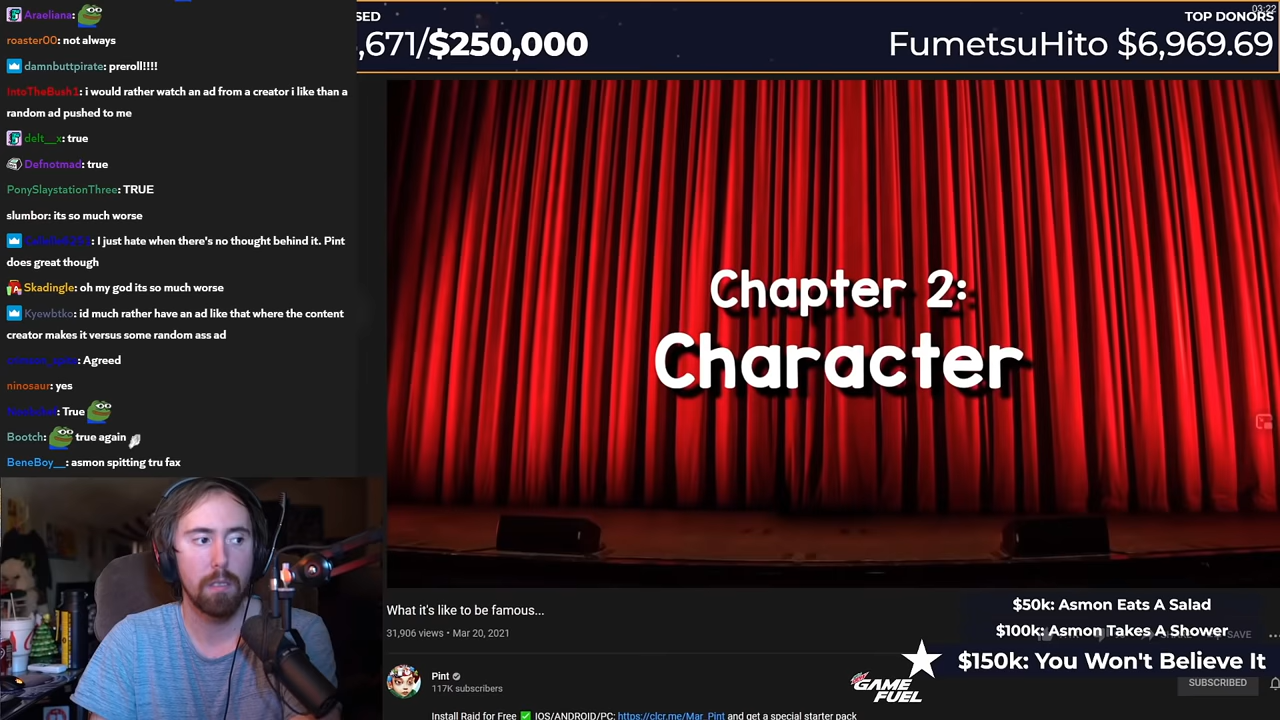 Araeliana:
roaster00: not always
damnbuttpirate: preroll!!!!
IntoTheBush1: i would rather watch an ad from a creator i like than a
random ad pushed to me
delt__x: true
Defnotmad: true
PonySlaystationThree: TRUE
slumbor: its so much worse
: I just hate when there's no thought behind it. Pint
does great though
Skadingle: oh my god its so much worse
Kyewbtko: id much rather have an ad like that where the content
creator makes it versus some random ass ad
: Agreed
ninosaur: yes
: True
Bootch: true again
BeneBoy__: asmon spitting tru fax
SED
,671/$250,000
03:22
TOP DONORS
FumetsuHito $6,969.69
Chapter 2:
Character
What it's like to be famous...
31,906 views • Mar 20, 2021
SAVE
$50k: Asmon Eats A Salad
$100k: Asmon Takes A Shower
$150k: You Won't Believe It
Pint
117K subscribers
GAME
FUEL
SUBSCRIBED
Install Raid for Free ✅ IOS/ANDROID/PC: https://clcr.me/Mar_Pint and get a special starter pack